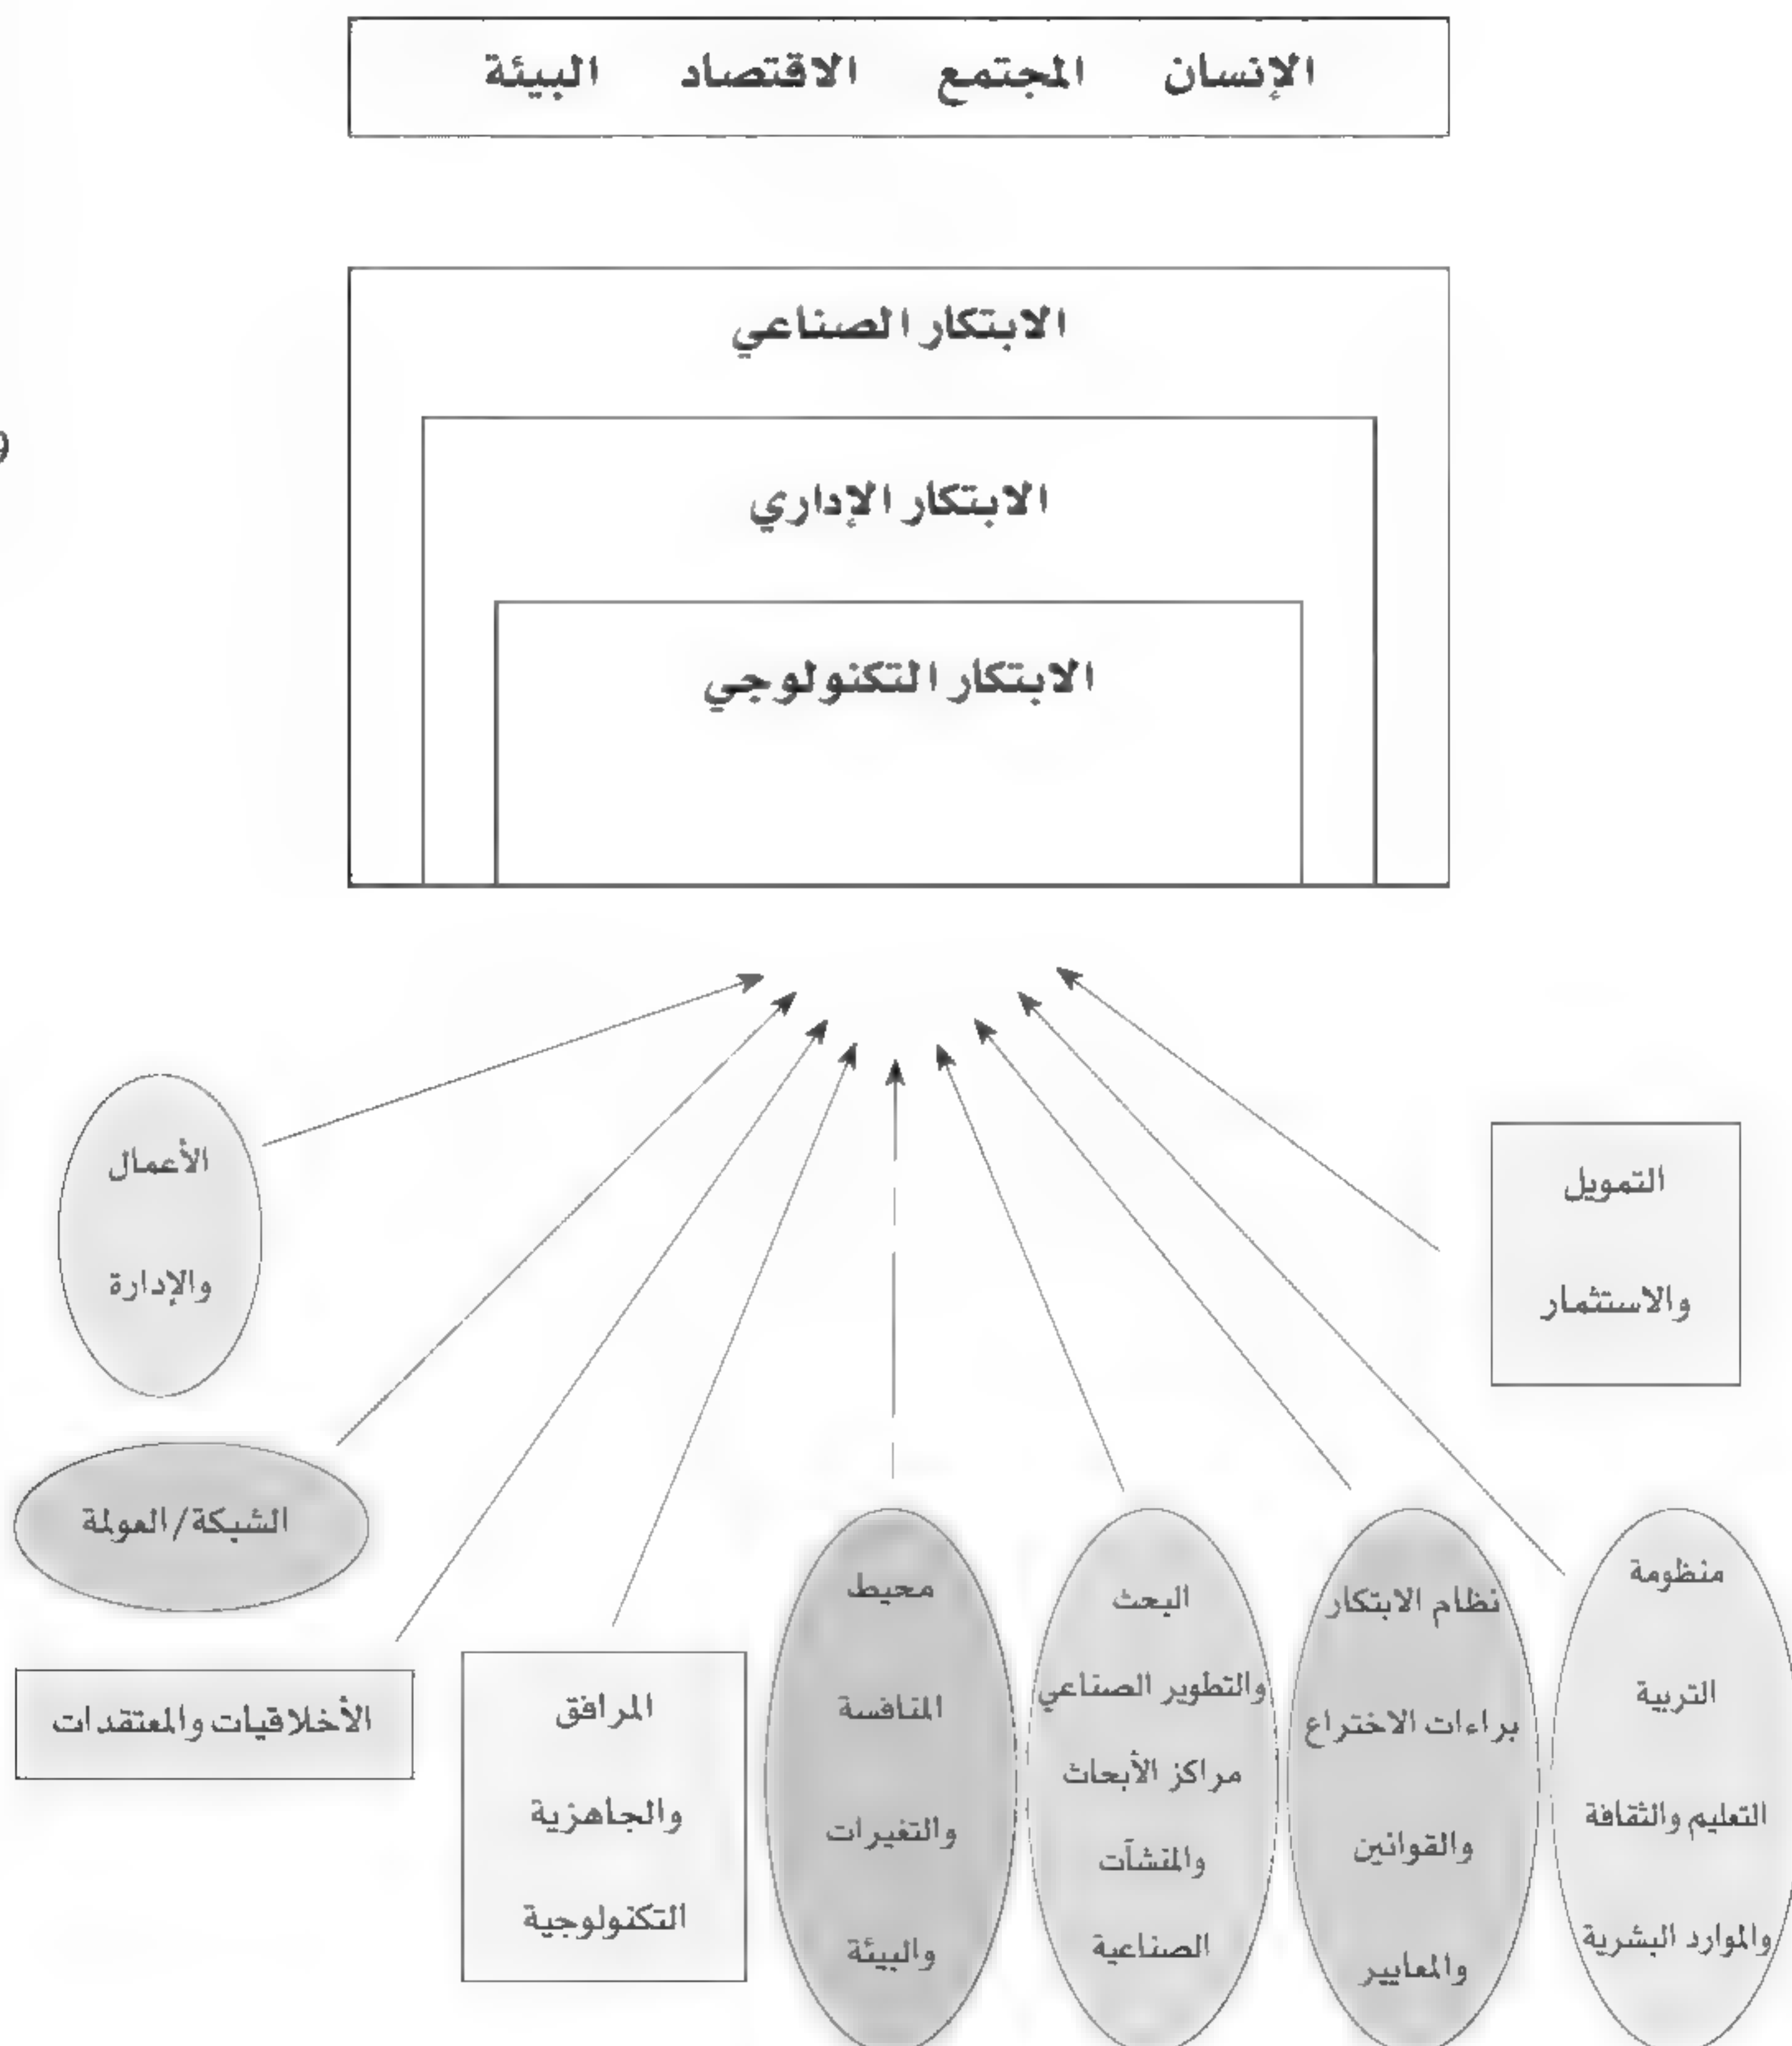 الإنسان المجتمع الاقتصاد البيئة
الابتكار الصناعي
و
الابتكار الإداري
الابتكار التكنولوجي
التمويل
والاستثمار
الأعمال
والإدارة
الشبكة/العولمة
الأخلاقيات والمعتقدات
المرافق
والجاهزية
التكنولوجية
محيط
المنافسة
والتغيرات
والبيئة
البحث
والتطوير الصناعي
مراكز الأبحاث
والمنشآت
الصناعية
نظام الابتكار
براءات الاختراع
والقوانين
والمعايير
منظومة
التربية
التعليم والثقافة
والموارد البشرية